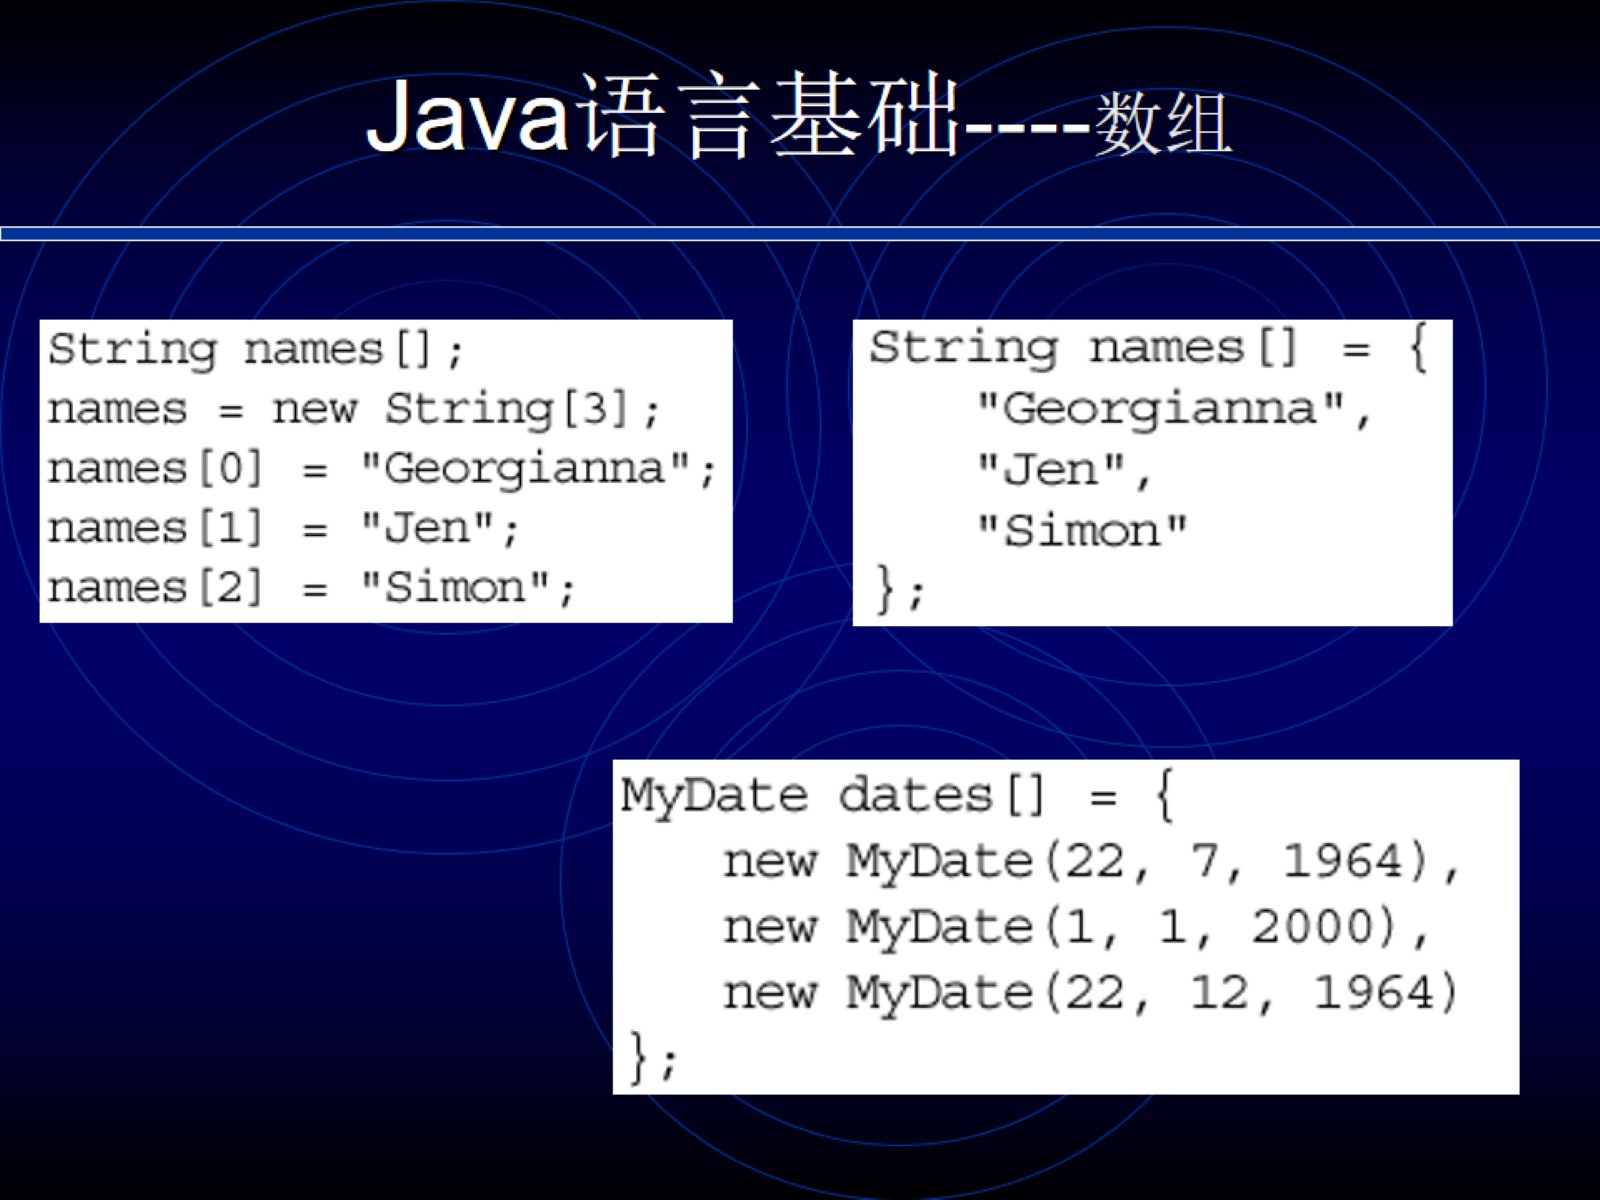 Java语言基础----数组
String names[];
names = new String[3];
names[0] = "Georgianna";
names[1] = "Jen";
names[2] = "Simon";
String names[] = {
"Georgianna",
"Jen",
"Simon"
};
MyDate dates[] = {
new MyDate(22, 7, 1964),
new MyDate(1, 1, 2000),
new MyDate(22, 12, 1964)
};